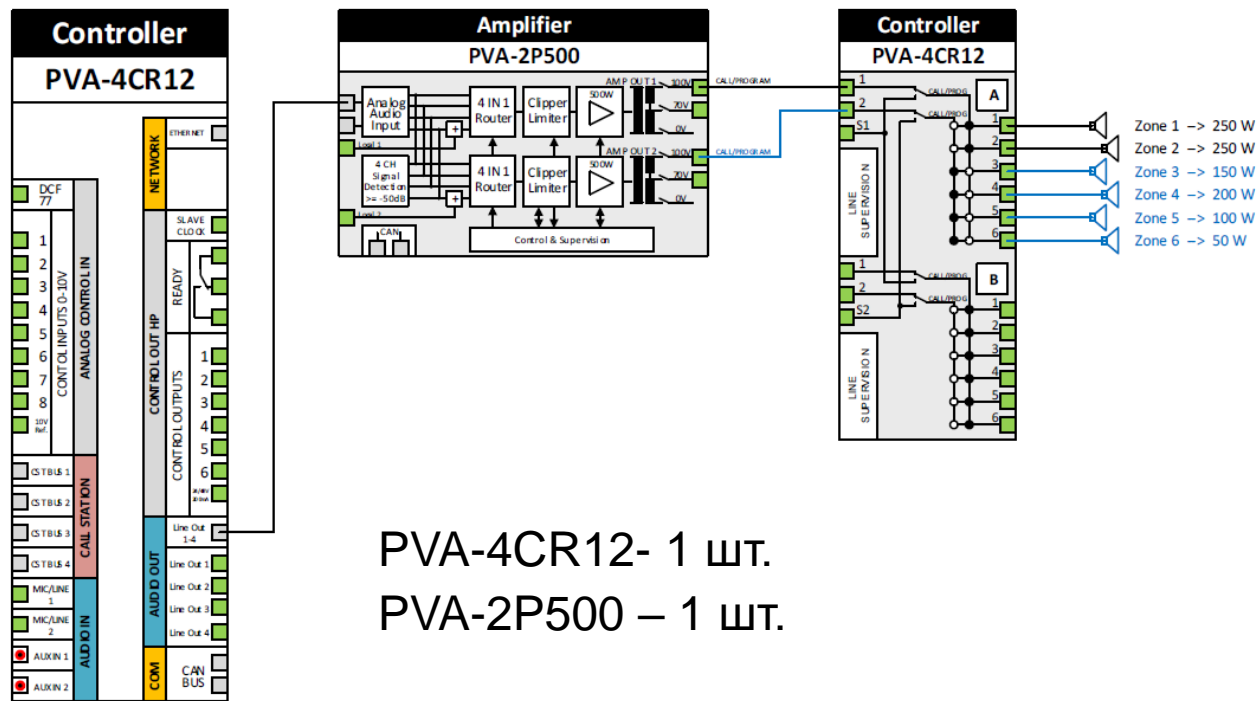 Controller
PVA-4CR12
NETWORK
ETHERNET
DCF
77
1
2
3
4
5
6
7
8
10V
Ref.
CONTOL INPUTS 0-10V
ANALOG CONTROL IN
SLAVE
CLOCK
READY
CONTROL OUT HP
CONTROL OUTPUTS
1
2
3
4
5
6
CST BUS 1
CST BUS 2
CST BUS 3
CST BUS 4
CALL STATION
MIC/LINE
1
MIC/LINE
2
AUX IN 1
AUX IN 2
AUDIO IN
AUDIO OUT
Line Out
1-4
Line Out 1
Line Out 2
Line Out 3
Line Out 4
COM
CAN
BUS
Amplifier
PVA-2P500
Analog
Audio
Input
Local 1
4 CH
Signal
Detection
>= -50dB
Local 2
CAN
+
+
4 IN 1
Router
Clipper
Limiter
500W
AMP OUT 1
100V
70V
0V
4 IN 1
Router
Clipper
Limiter
500W
AMP OUT 2
100V
70V
0V
Control & Supervision
CALL/PROGRAM
CALL/PROGRAM
Controller
PVA-4CR12
1
2
S1
CALL/PROG
CALL/PROG
A
1
2
3
4
5
6
LINE
SUPERVISION
1
2
S2
CALL/PROG
CALL/PROG
B
1
2
3
4
5
6
LINE
SUPERVISION
Zone 1 –> 250 W
Zone 2 –> 250 W
Zone 3 –> 150 W
Zone 4 –> 200 W
Zone 5 –> 100 W
Zone 6 –> 50 W
PVA-4CR12- 1 шт.
PVA-2P500 – 1 шт.